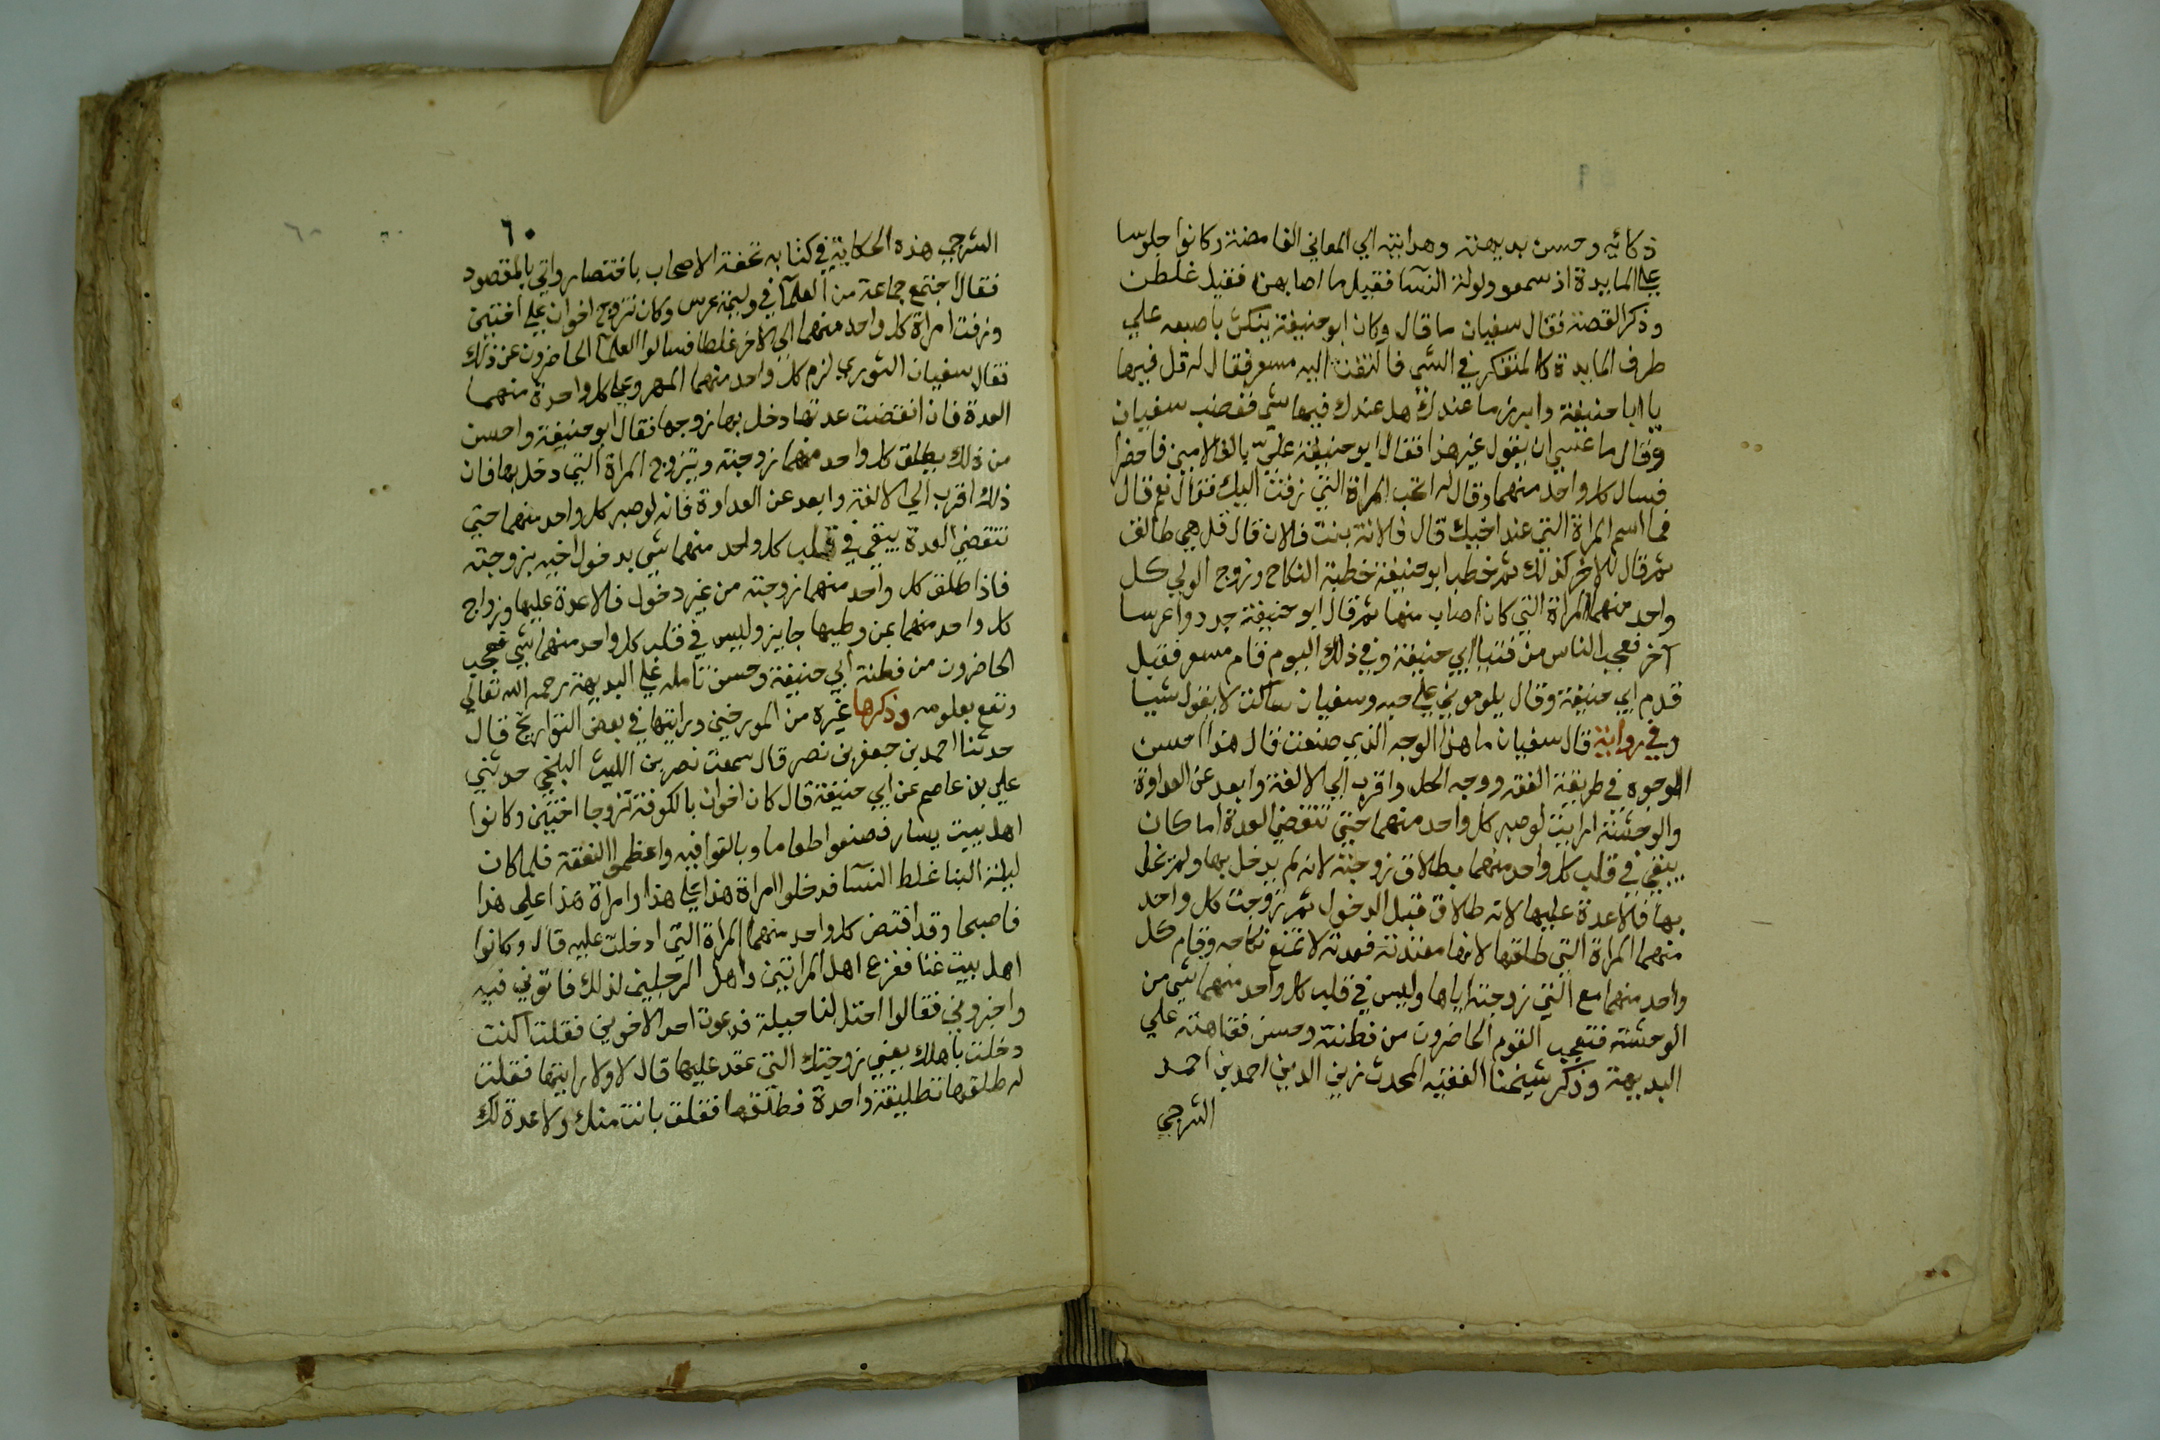 ذكائه وحسن بديهته وهدايته الي المعاني الغامضة وكانوا جلوسا
علي المايدة اذ سمعوا ولولة النسآ فقيل ما اصابهن فقيل غلطن
وذكر القصة فقال سفيان ما قال وكان ابو حنيفة ينكت باصبعه علي
طرف المايدة كالمتفكر في الشي فالتفت اليه مسعر فقال له قل فيها
يا ابا حنيفة وابرز ما عندك هل عندك فيها شي فغضب سفيان
وقال ما عسي ان يقول غير هذا فقال ابو حنيفة عليّ بالغلامين فاحضرا
فسال كل واحد منهما وقال له اتحب المراة التي زفت اليك فقال نعم قال
فما اسم المراة التي عند اخيك قال فلانة بنت فلان قال قل هي طالق
ثم قال للاخر كذلك ثم خطب ابو حنيفة خطبة النكاح وزوج الولي كل
واحد منهما المراة التي كان اصاب منها ثم قال ابو حنيفة جددوا عرسا
آخر فعجب الناس من فتيا ابي حنيفة وفي ذلك اليوم قام مسعر فقبل
قدم ابي حنيفة وقال يلوموني علي حبه وسفيان ساكت لا يقول شيا
وفي رواية قال سفيان ما هذا الوجه الذي صنعت قال هذا احسن
الوجوه في طريقة الفقه ووجه الحل واقرب الي الالفة وابعد عن العداوة
والوحشة ارايت لو صبر كل واحد منهما حتي تنقضي العدة اما كان
يبقي في قلب كل واحد منهما بطلاق زوجته لانه لم يدخل بها ولم يخل
بها فلا عدة عليها لانه طلاق قبل الدخول ثم زوجت كل واحد
منهما المراة التي طلقها لانها معتدته فعدته لا تمنع نكاحه وقام كل
واحد منهما مع التي زوجته اياها وليس في قلب كل واحد منهما شي من
الوحشة فتعجب القوم الحاضرون من فطنته وحسن فقاهته علي
البديهة وذكر شيخنا الفقيه المحدث زين الدين احمد بن احمد
الشرجي
٦٠
الشرجي هذه الحكاية في كتابه تحفة الاصحاب باختصار واتي بالمقصود
فقال اجتمع جماعة من العلمآ في وليمة عرس وكان تزوج اخوان علي اختين
وزفت امراة كل واحد منهما الي الاخر غلطا فسالوا العلمآ الحاضرون عن ذلك
فقال سفيان الثوري لزم كل واحد منهما المهر وعلي كل واحدة منهما
العدة فان انقضت عدتها دخل بها زوجها فقال ابو حنيفة واحسن
من ذلك يطلق كل واحد منهما زوجته ويتزوج المراة التي دخل بها فان
ذلك اقرب الي الالفة وابعد عن العداوة فانه لو صبر كل واحد منهما حتي
تنقضي العدة يبقي في قلب كل واحد منهما شي بدخول اخيه بزوجته
فاذا طلق كل واحد منهما زوجته من غير دخول فلا عدة عليها وزواج
كل واحد منهما بمن وطيها جايز وليس في قلب كل واحد منهما شي فعجب
الحاضرون من فطنة ابي حنيفة وحسن تامله علي البديهة رحمه الله تعالي
ونفع بعلومه وذكرها غيره من المورخين ورايتها في بعض التواريخ قال
حدثنا احمد بن جعفر بن نصر قال سمعت نصر بن الليث البلخي حدثني
علي بن عاصم عن ابي حنيفة قال كان اخوان بالكوفة تزوجا اختين وكانوا
اهل بيت يسار فصنعوا طعاما وبالغوا فيه واعظموا النفقة فلما كان
ليلة البنا غلط النسآ فدخلوا امراة هذا علي هذا وامراة هذا علي هذا
فاصبحا وقد افتض كل واحد منهما المراة التي ادخلت عليه قال وكانوا
اهل بيت غنا ففزع اهل المراتين واهل الرجلين لذلك فاتوني فيه
واخبروني فقالوا احتل لنا حيلة فدعوت احد الاخوين فقلت اكنت
دخلت باهلك يعني زوجتك التي عقد عليها قال لا ولا رايتها فقلت
له طلقها تطليقة واحدة فطلقها فقلت بانت منك ولا عدة لك